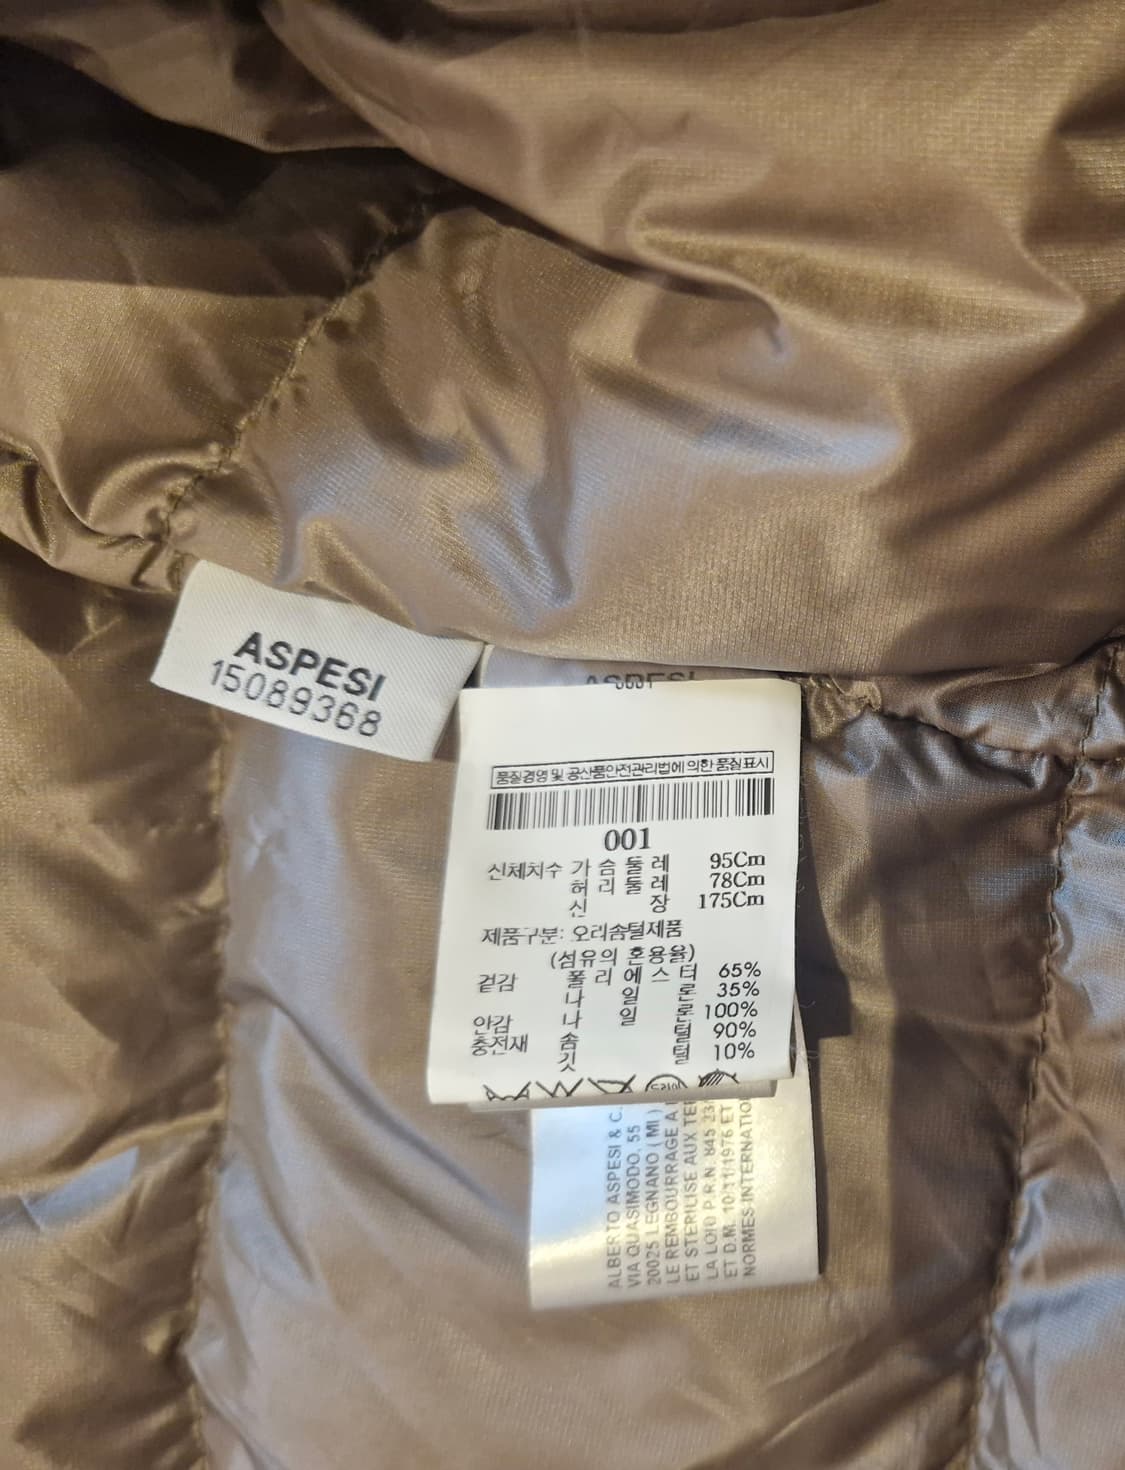 ASPESI
15089368
ASPESI
품질경영 및 공산품안전관리법에 의한 품질표시
001
신체치수 가슴둘레 95Cm
허리둘레 78Cm
신장 175Cm
제품구분: 오리솜털제품
(섬유의 혼용율)
겉감 폴리에스터 65%
나일론 35%
안감 나일론 100%
충전재 솜털 90%
깃털 10%
드라이
ALBERTO ASPESI & C.
VIA QUASIMODO, 55
20025 LEGNANO ( MI )
LE REMBOURRAGE A
ET STERILISE AUX
LA LOI D.P.R. N. 845
ET D.M. 10/11/1976 ET